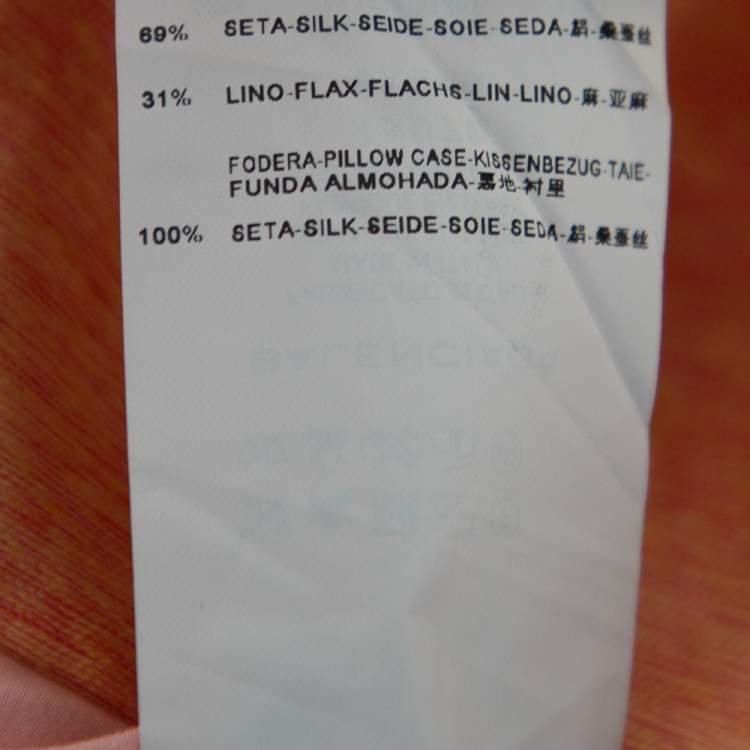 69% SETA-SILK-SEIDE-SOIE-SEDA-絹-桑蚕丝
31% LINO-FLAX-FLACHS-LIN-LINO-麻-亚麻
FODERA-PILLOW CASE-KISSENBEZUG-TAIE-
FUNDA ALMOHADA-裏地-衬里
100% SETA-SILK-SEIDE-SOIE-SEDA-絹-桑蚕丝
BALENCIAGA